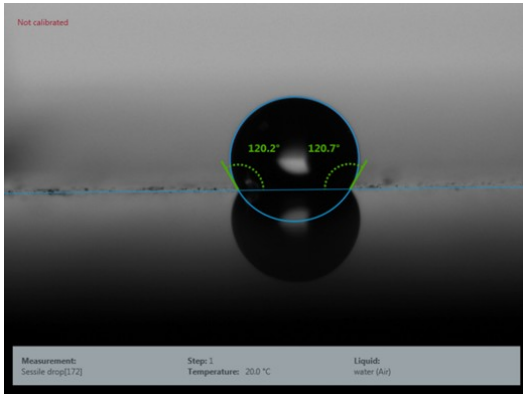 Not calibrated
120.2° 120.7°
Measurement: Step: 1 Liquid:
Sessile drop[172] Temperature: 20.0 °C water (Air)